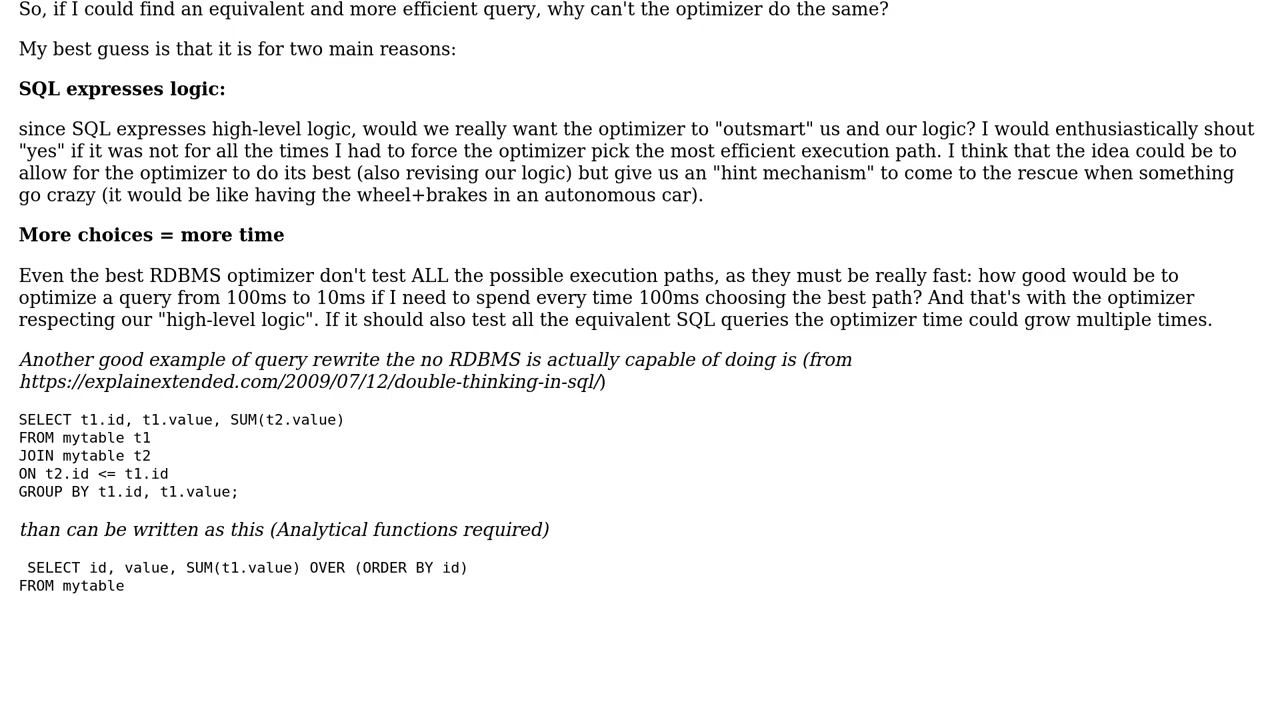 So, if I could find an equivalent and more efficient query, why can't the optimizer do the same?
My best guess is that it is for two main reasons:
SQL expresses logic:
since SQL expresses high-level logic, would we really want the optimizer to "outsmart" us and our logic? I would enthusiastically shout
"yes" if it was not for all the times I had to force the optimizer pick the most efficient execution path. I think that the idea could be to
allow for the optimizer to do its best (also revising our logic) but give us an "hint mechanism" to come to the rescue when something
go crazy (it would be like having the wheel+brakes in an autonomous car).
More choices = more time
Even the best RDBMS optimizer don't test ALL the possible execution paths, as they must be really fast: how good would be to
optimize a query from 100ms to 10ms if I need to spend every time 100ms choosing the best path? And that's with the optimizer
respecting our "high-level logic". If it should also test all the equivalent SQL queries the optimizer time could grow multiple times.
Another good example of query rewrite the no RDBMS is actually capable of doing is (from
https://explainextended.com/2009/07/12/double-thinking-in-sql/)
SELECT t1.id, t1.value, SUM(t2.value)
FROM mytable t1
JOIN mytable t2
ON t2.id <= t1.id
GROUP BY t1.id, t1.value;
than can be written as this (Analytical functions required)
SELECT id, value, SUM(t1.value) OVER (ORDER BY id)
FROM mytable